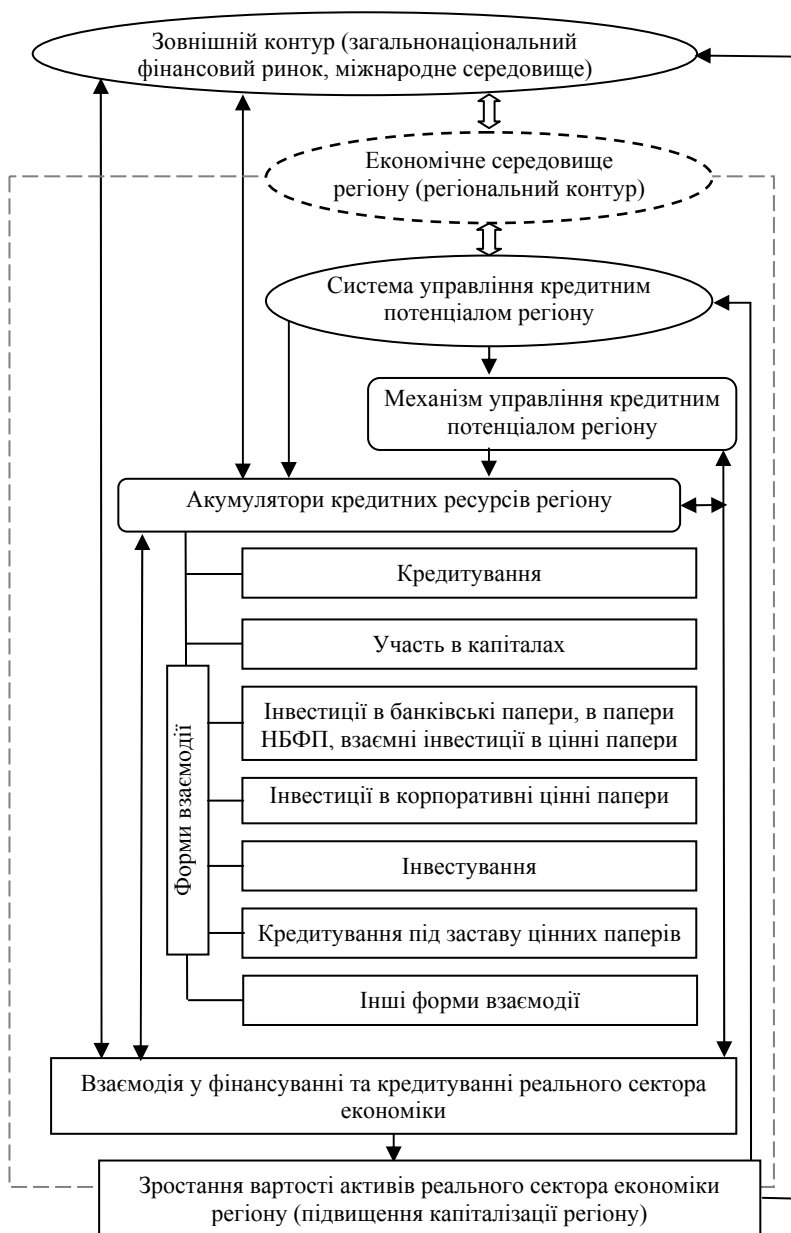 Зовнішній контур (загальнонаціональний
фінансовий ринок, міжнародне середовище)
Економічне середовище
регіону (регіональний контур)
Система управління кредитним
потенціалом регіону
Механізм управління кредитним
потенціалом регіону
Акумулятори кредитних ресурсів регіону
Форми взаємодії
Кредитування
Участь в капіталах
Інвестиції в банківські папери, в папери
НБФП, взаємні інвестиції в цінні папери
Інвестиції в корпоративні цінні папери
Інвестування
Кредитування під заставу цінних паперів
Інші форми взаємодії
Взаємодія у фінансуванні та кредитуванні реального сектора
економіки
Зростання вартості активів реального сектора економіки
регіону (підвищення капіталізації регіону)